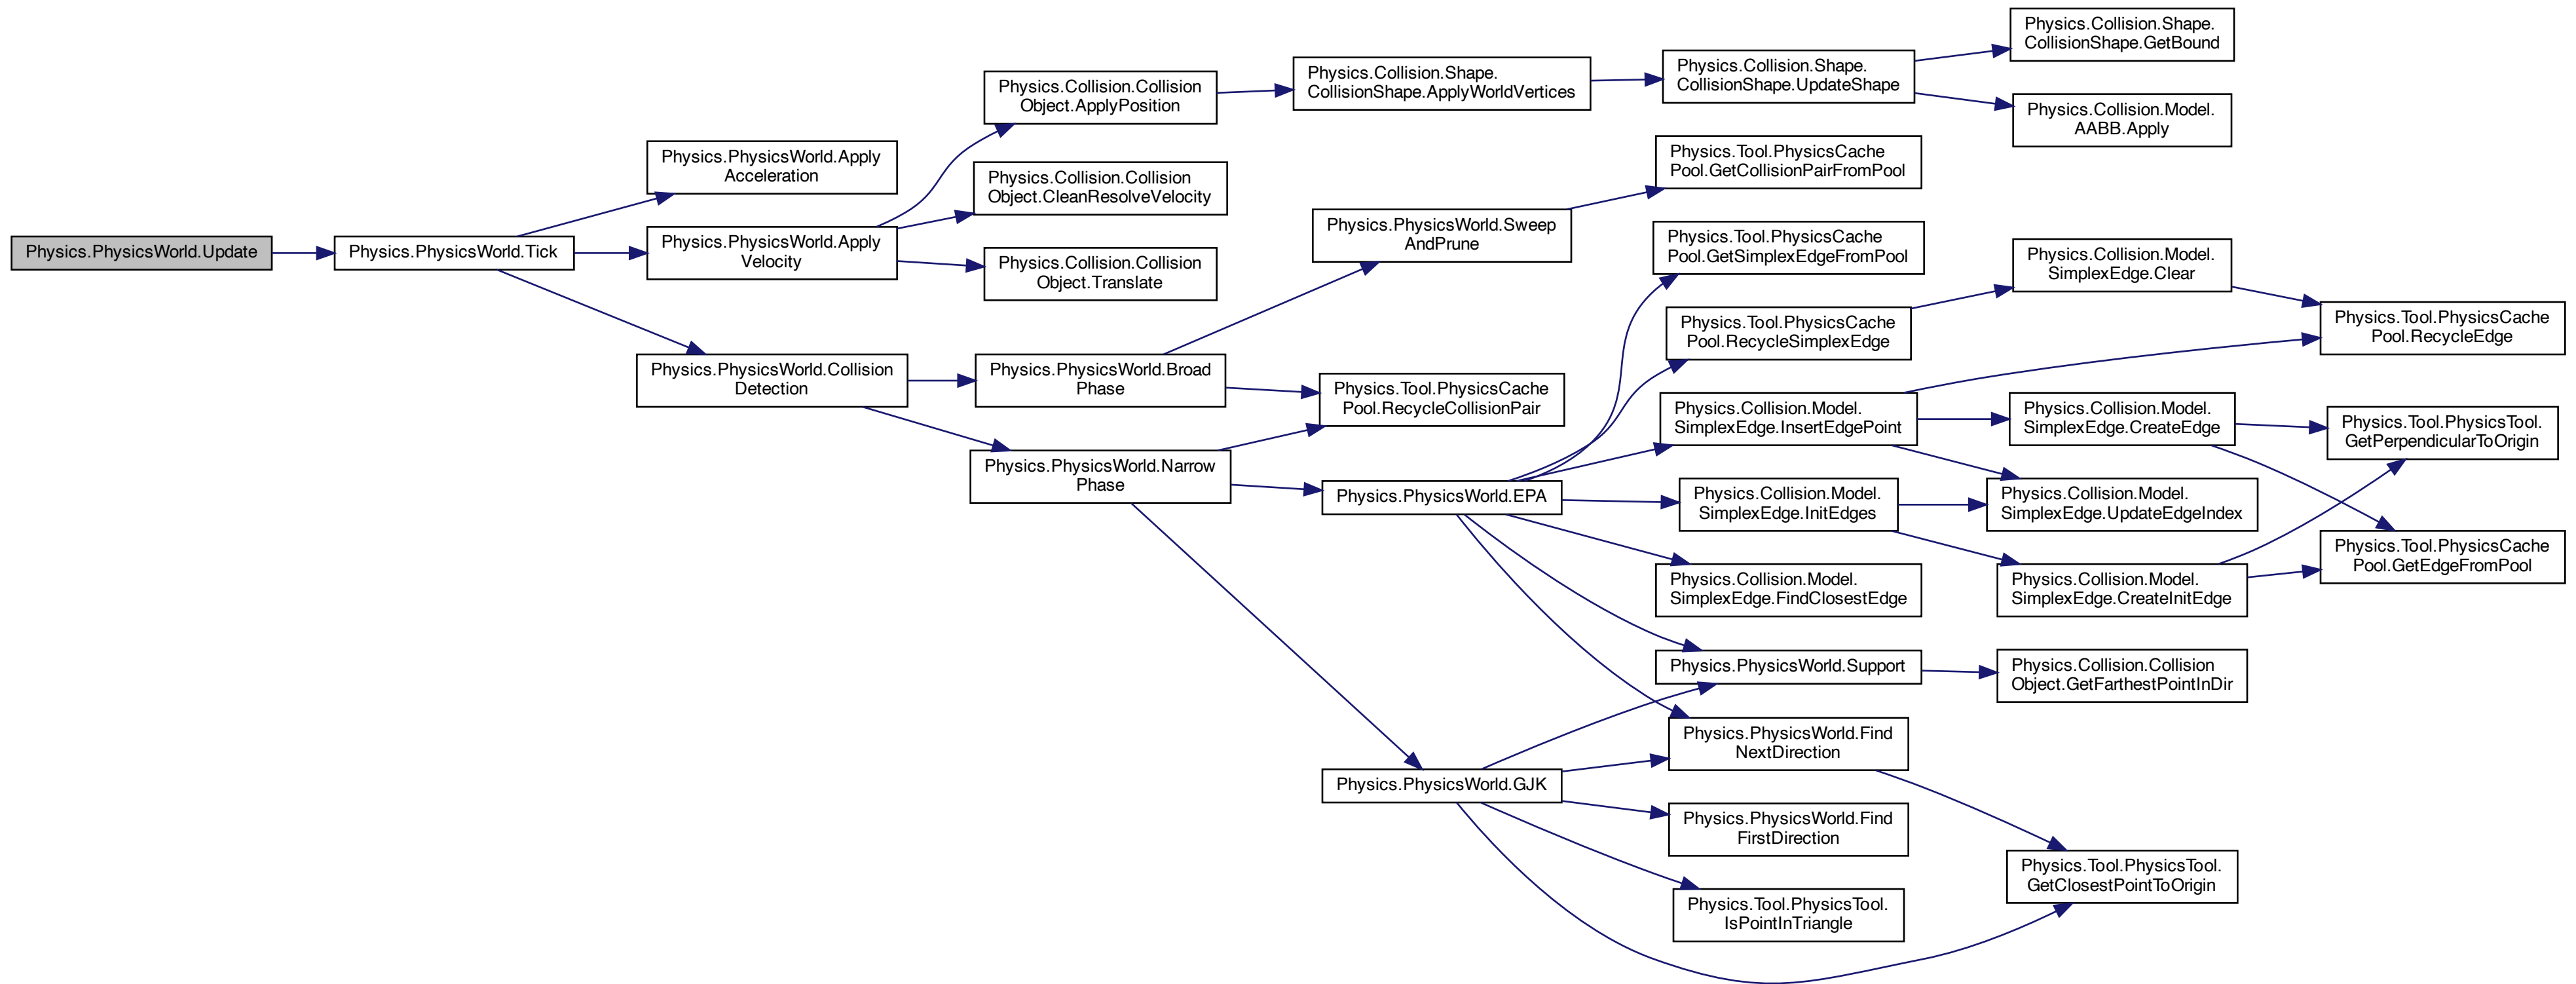 Physics.PhysicsWorld.Update
Physics.PhysicsWorld.Tick
Physics.PhysicsWorld.Apply
Acceleration
Physics.PhysicsWorld.Apply
Velocity
Physics.PhysicsWorld.Collision
Detection
Physics.Collision.Collision
Object.ApplyPosition
Physics.Collision.Collision
Object.CleanResolveVelocity
Physics.Collision.Collision
Object.Translate
Physics.PhysicsWorld.Broad
Phase
Physics.PhysicsWorld.Narrow
Phase
Physics.Collision.Shape.
CollisionShape.ApplyWorldVertices
Physics.PhysicsWorld.Sweep
AndPrune
Physics.Tool.PhysicsCache
Pool.RecycleCollisionPair
Physics.PhysicsWorld.EPA
Physics.PhysicsWorld.GJK
Physics.Collision.Shape.
CollisionShape.UpdateShape
Physics.Tool.PhysicsCache
Pool.GetCollisionPairFromPool
Physics.Tool.PhysicsCache
Pool.GetSimplexEdgeFromPool
Physics.Tool.PhysicsCache
Pool.RecycleSimplexEdge
Physics.Collision.Model.
SimplexEdge.InsertEdgePoint
Physics.Collision.Model.
SimplexEdge.InitEdges
Physics.Collision.Model.
SimplexEdge.FindClosestEdge
Physics.PhysicsWorld.Support
Physics.PhysicsWorld.Find
NextDirection
Physics.PhysicsWorld.Find
FirstDirection
Physics.Tool.PhysicsTool.
IsPointInTriangle
Physics.Collision.Shape.
CollisionShape.GetBound
Physics.Collision.Model.
AABB.Apply
Physics.Collision.Model.
SimplexEdge.Clear
Physics.Collision.Model.
SimplexEdge.CreateEdge
Physics.Collision.Model.
SimplexEdge.UpdateEdgeIndex
Physics.Collision.Model.
SimplexEdge.CreateInitEdge
Physics.Collision.Collision
Object.GetFarthestPointInDir
Physics.Tool.PhysicsTool.
GetClosestPointToOrigin
Physics.Tool.PhysicsCache
Pool.RecycleEdge
Physics.Tool.PhysicsTool.
GetPerpendicularToOrigin
Physics.Tool.PhysicsCache
Pool.GetEdgeFromPool